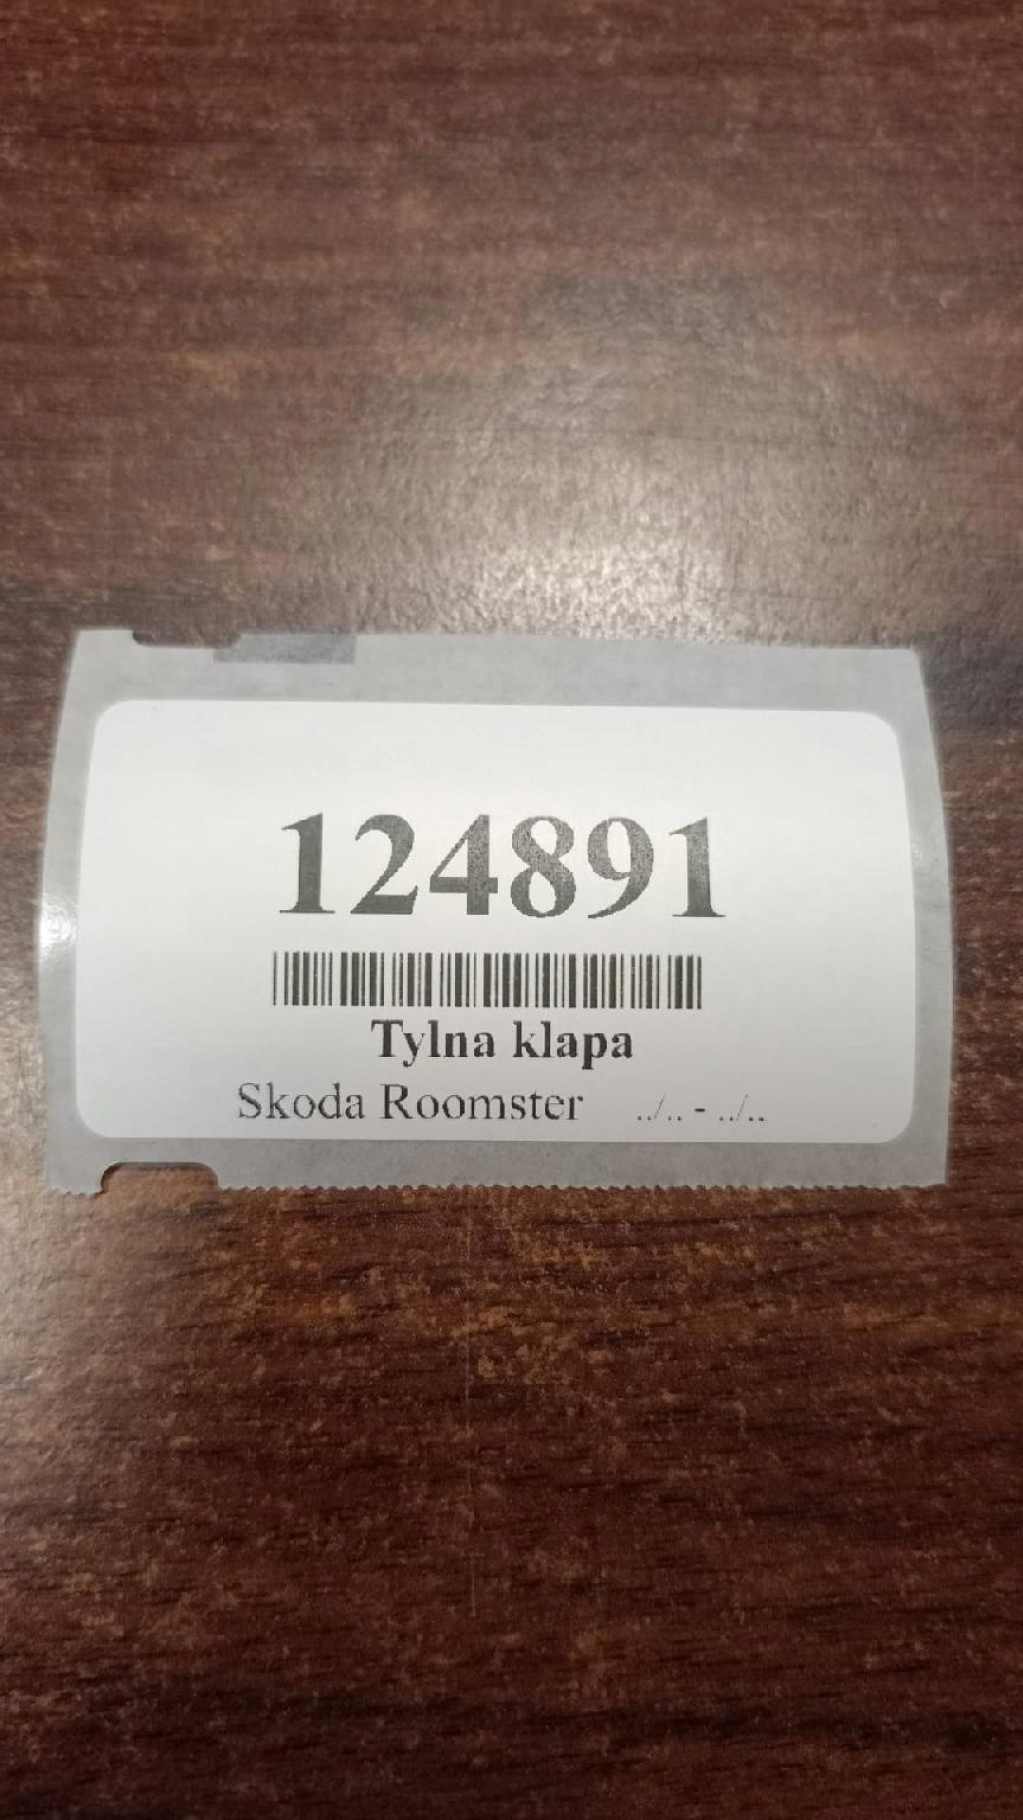 124891
Tylna klapa
Skoda Roomster ../.. - ../..